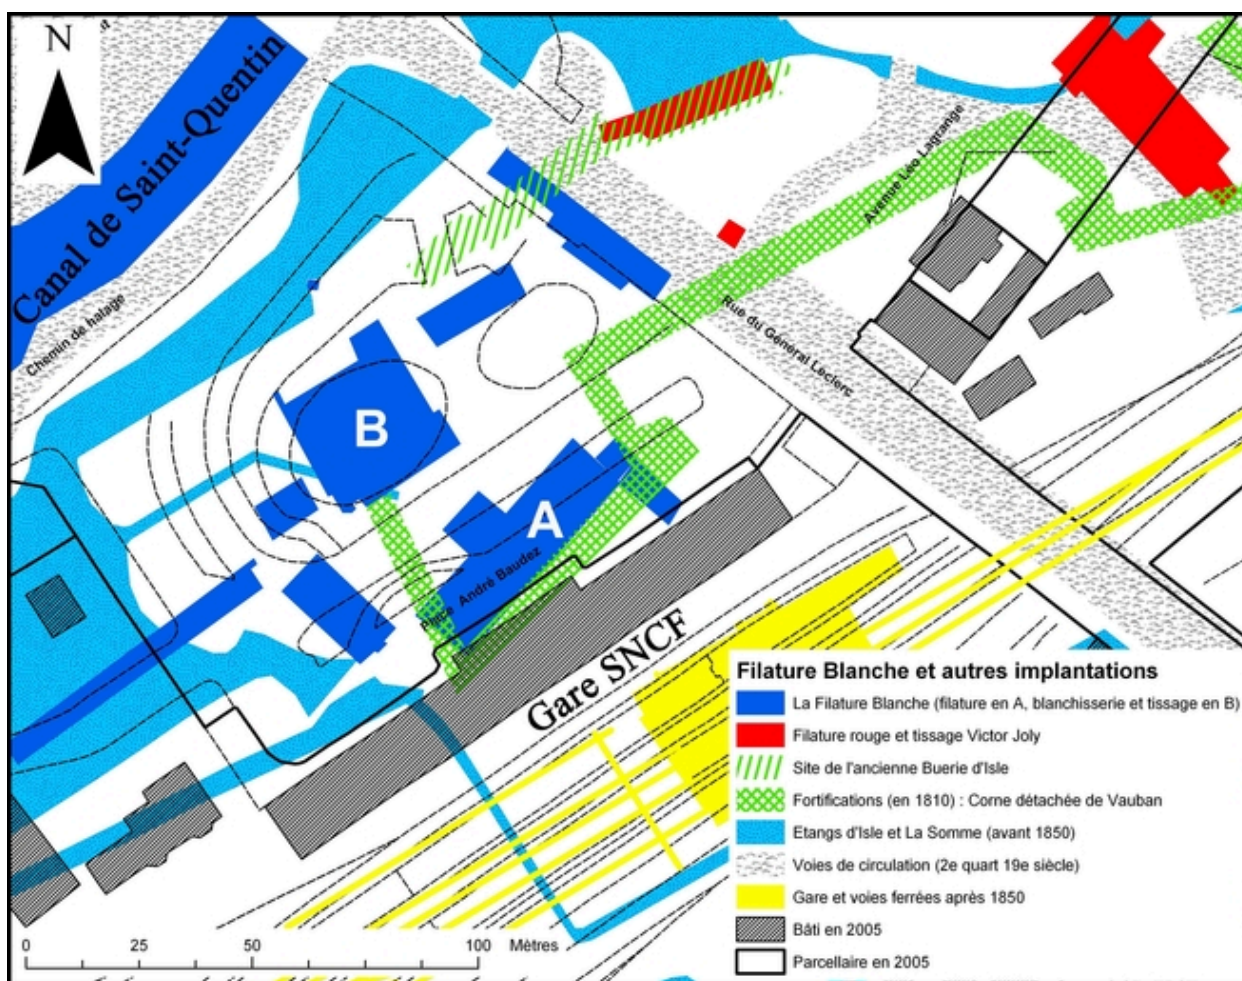 N
Canal de Saint-Quentin
Chemin de halage
Avenue Léo Lagrange
Rue du Général Leclerc
B
A
Place André Baudez
Gare SNCF
Filature Blanche et autres implantations
La Filature Blanche (filature en A, blanchisserie et tissage en B)
Filature rouge et tissage Victor Joly
Site de l'ancienne Buerie d'Isle
Fortifications (en 1810) : Corne détachée de Vauban
Etangs d'Isle et La Somme (avant 1850)
Voies de circulation (2e quart 19e siècle)
Gare et voies ferrées après 1850
Bâti en 2005
Parcellaire en 2005
0 25 50 100 Mètres